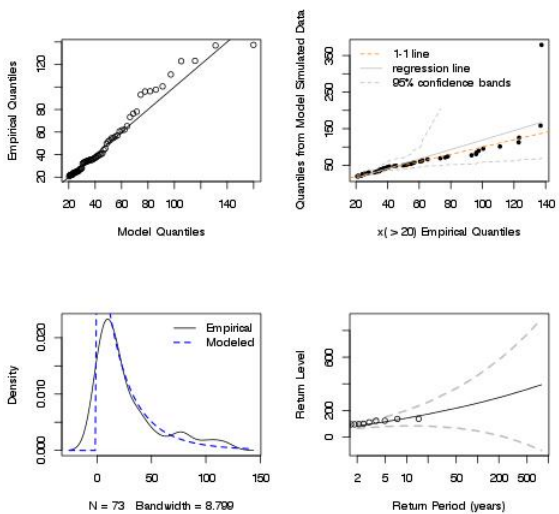 Empirical Quantiles
20
40
60
80
120
20 40 60 80 100
140
Model Quantiles
Quantiles from Model Simulated Data
50
150
250
350
1-1 line
regression line
95% confidence bands
20 40 60 80 100 120 140
x( > 20) Empirical Quantiles
Density
0.000
0.010
0.020
Empirical
Modeled
0 50 100 150
N = 73 Bandwidth = 8.799
Return Level
0
200
600
2 5 10 50 200 500
Return Period (years)